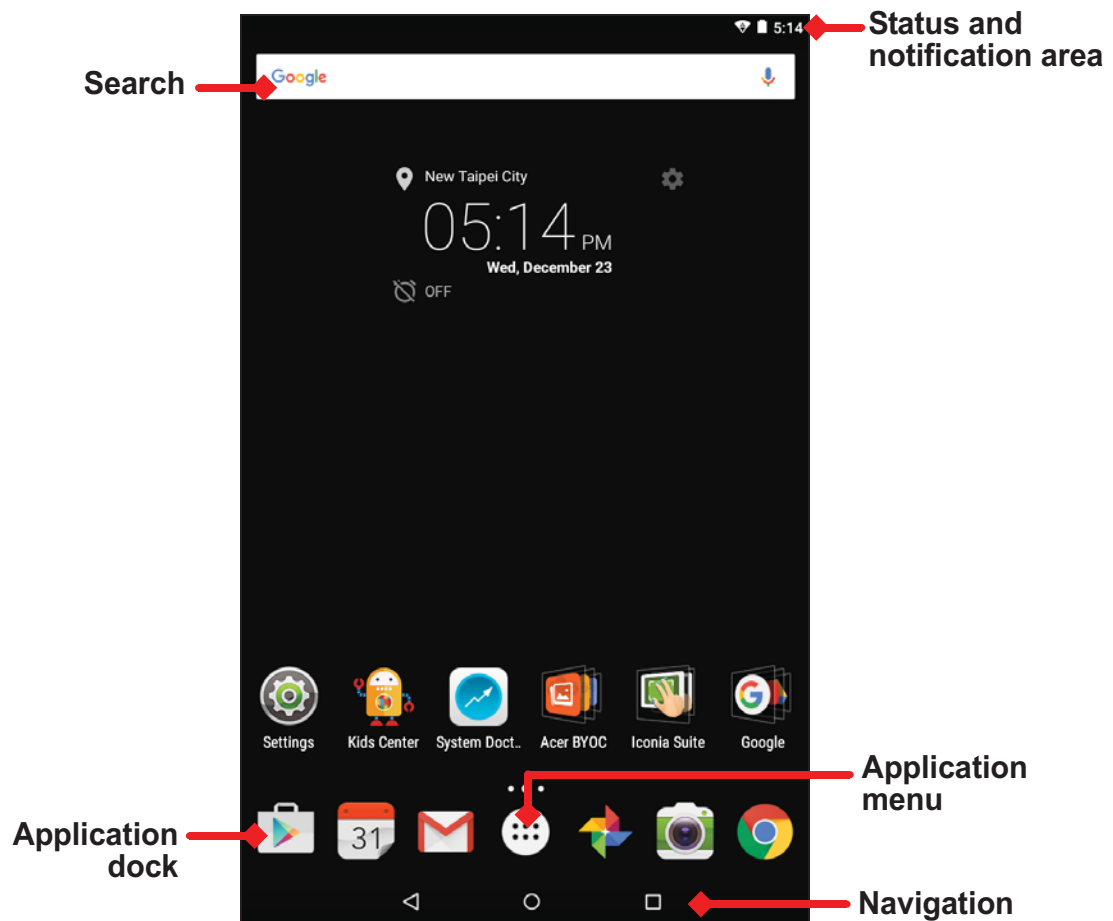 5:14
Status and
notification area
Search
Google
New Taipei City
05:14 PM
Wed, December 23
OFF
Settings
Kids Center
System Doct..
Acer BYOC
Iconia Suite
Google
G
Application
menu
31
Application
dock
Navigation